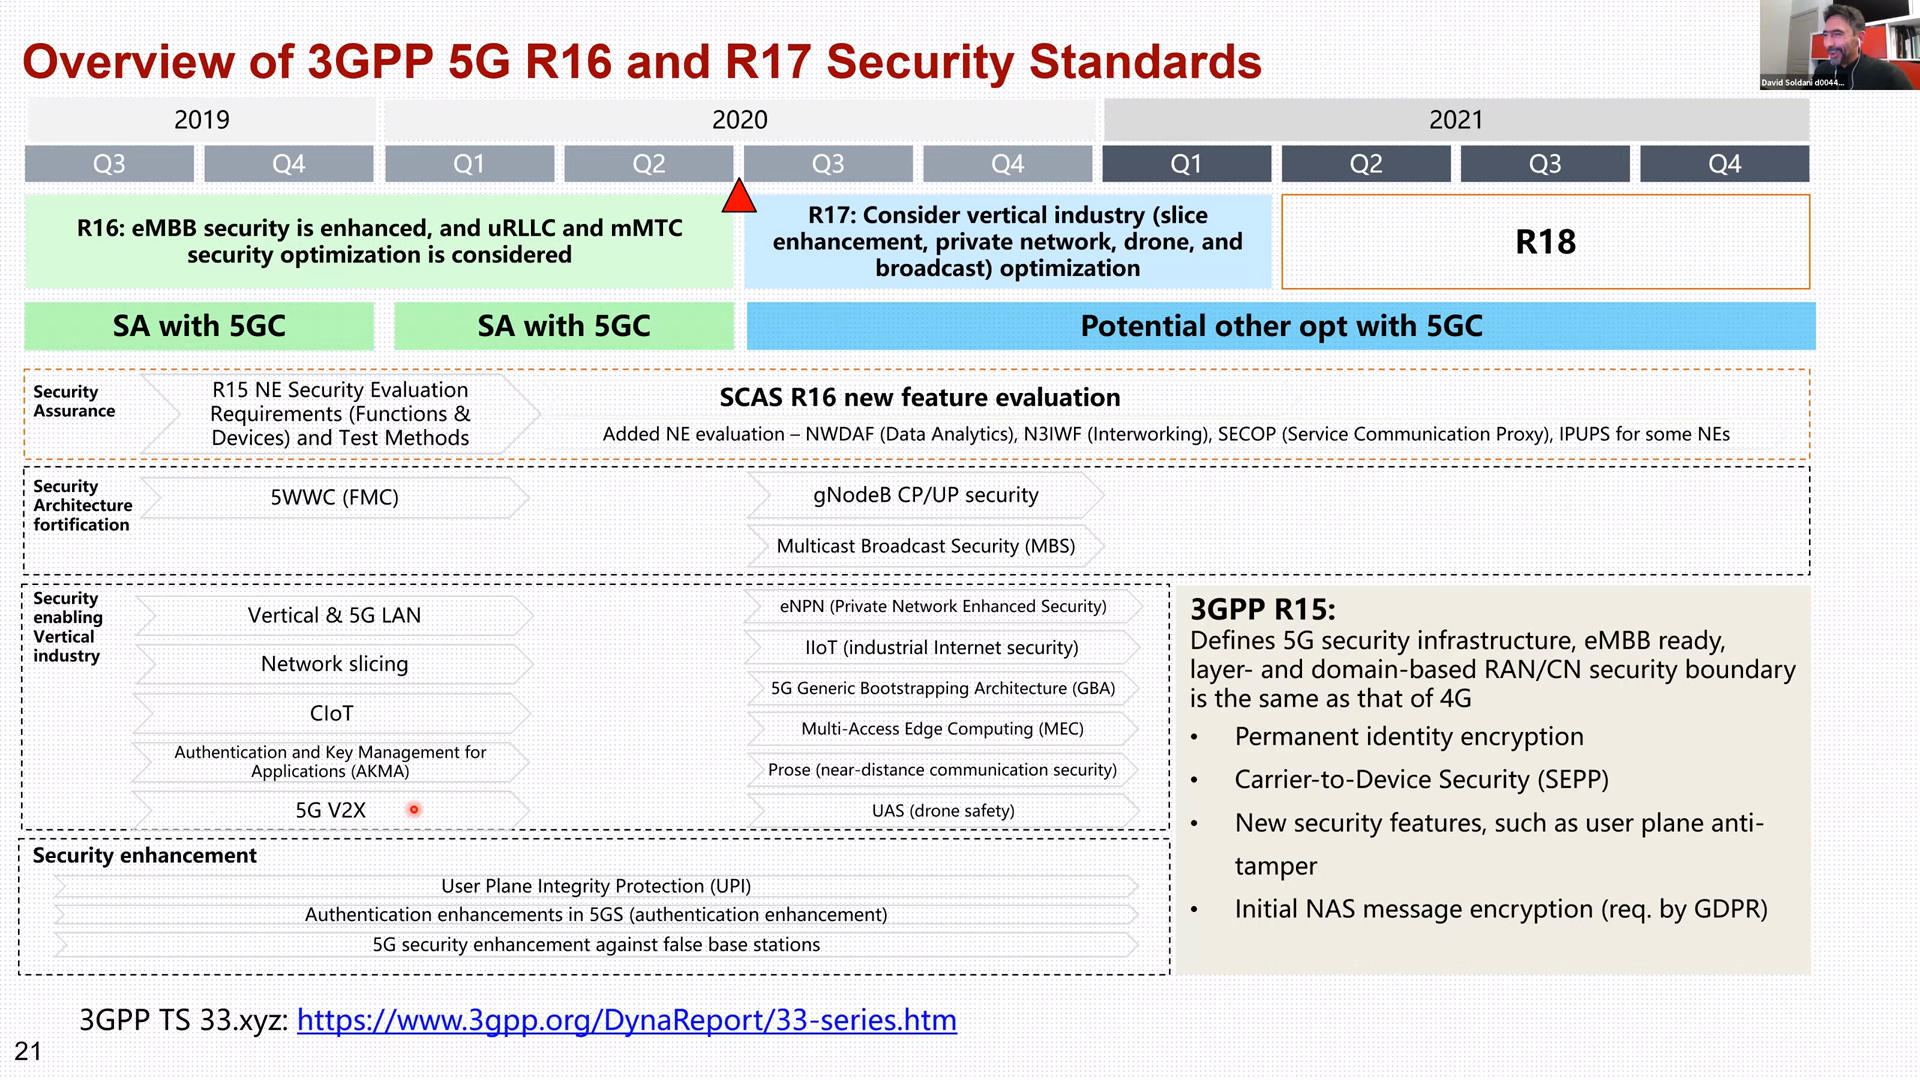 Overview of 3GPP 5G R16 and R17 Security Standards
David Soldani d0044...
2019
2020
2021
Q3
Q4
Q1
Q2
Q3
Q4
Q1
Q2
Q3
Q4
R16: eMBB security is enhanced, and uRLLC and mMTC
security optimization is considered
R17: Consider vertical industry (slice
enhancement, private network, drone, and
broadcast) optimization
R18
SA with 5GC
SA with 5GC
Potential other opt with 5GC
Security
Assurance
R15 NE Security Evaluation
Requirements (Functions &
Devices) and Test Methods
SCAS R16 new feature evaluation
Added NE evaluation – NWDAF (Data Analytics), N3IWF (Interworking), SECOP (Service Communication Proxy), IPUPS for some NEs
Security
Architecture
fortification
5WWC (FMC)
gNodeB CP/UP security
Multicast Broadcast Security (MBS)
Security
enabling
Vertical
industry
Vertical & 5G LAN
Network slicing
CIoT
Authentication and Key Management for
Applications (AKMA)
5G V2X
eNPN (Private Network Enhanced Security)
IIoT (industrial Internet security)
5G Generic Bootstrapping Architecture (GBA)
Multi-Access Edge Computing (MEC)
Prose (near-distance communication security)
UAS (drone safety)
3GPP R15:
Defines 5G security infrastructure, eMBB ready,
layer- and domain-based RAN/CN security boundary
is the same as that of 4G
• Permanent identity encryption
• Carrier-to-Device Security (SEPP)
• New security features, such as user plane anti-
tamper
• Initial NAS message encryption (req. by GDPR)
Security enhancement
User Plane Integrity Protection (UPI)
Authentication enhancements in 5GS (authentication enhancement)
5G security enhancement against false base stations
3GPP TS 33.xyz: https://www.3gpp.org/DynaReport/33-series.htm
21